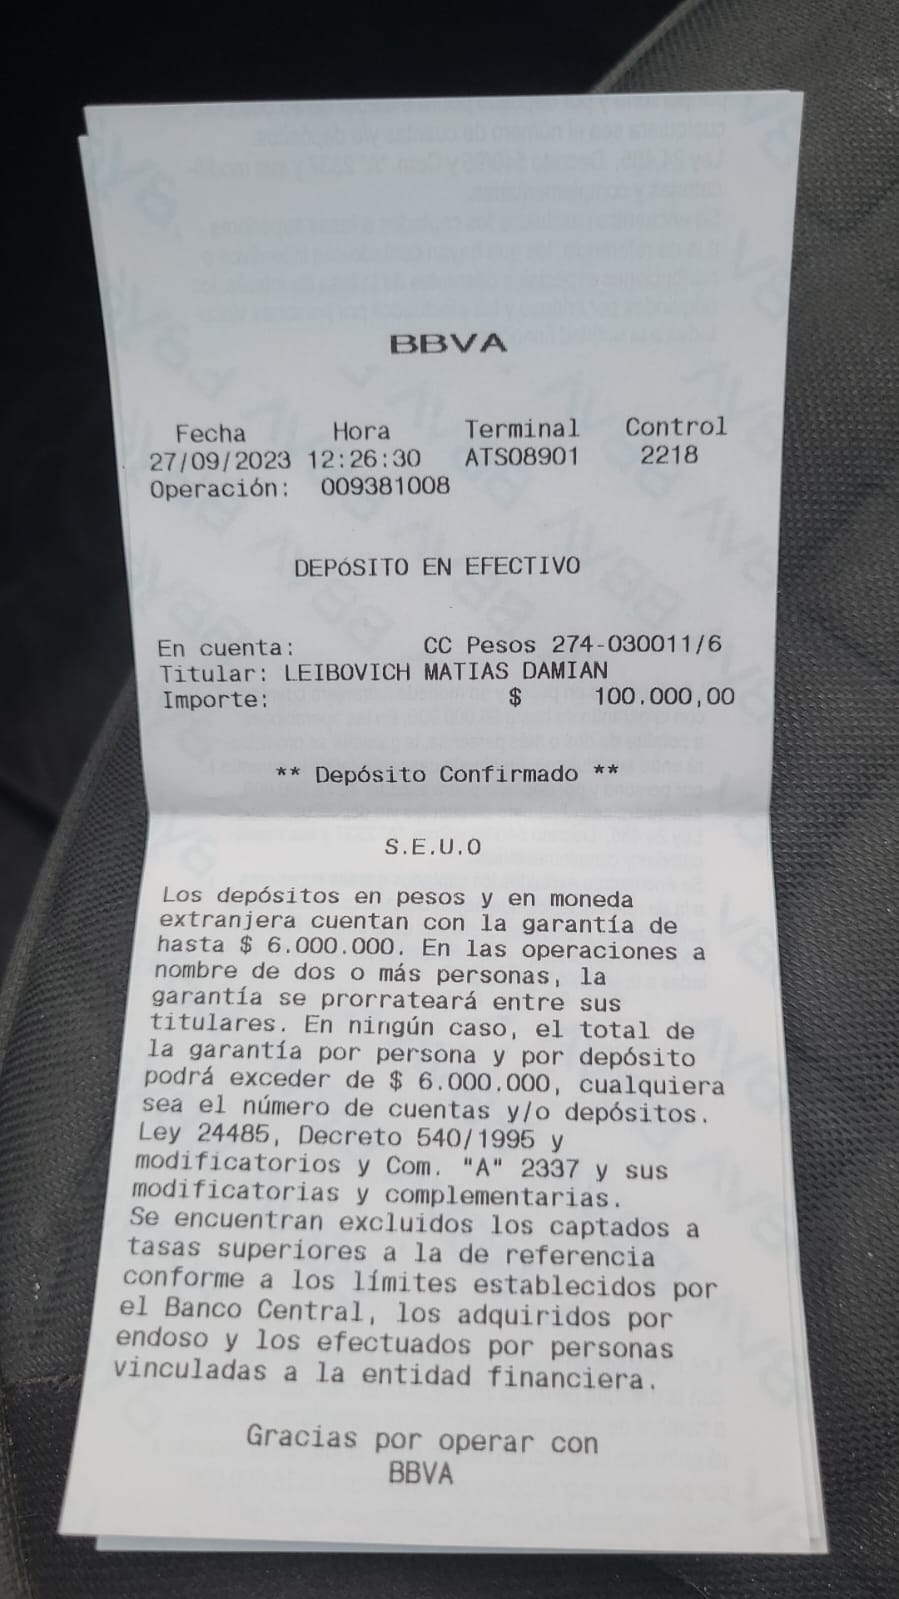 BBVA
Fecha Hora Terminal Control
27/09/2023 12:26:30 ATS08901 2218
Operación: 009381008
DEPóSITO EN EFECTIVO
En cuenta: CC Pesos 274-030011/6
Titular: LEIBOVICH MATIAS DAMIAN
Importe: $ 100.000,00
** Depósito Confirmado **
S.E.U.O
Los depósitos en pesos y en moneda
extranjera cuentan con la garantía de
hasta $ 6.000.000. En las operaciones a
nombre de dos o más personas, la
garantía se prorrateará entre sus
titulares. En ningún caso, el total de
la garantía por persona y por depósito
podrá exceder de $ 6.000.000, cualquiera
sea el número de cuentas y/o depósitos.
Ley 24485, Decreto 540/1995 y
modificatorios y Com. "A" 2337 y sus
modificatorias y complementarias.
Se encuentran excluidos los captados a
tasas superiores a la de referencia
conforme a los límites establecidos por
el Banco Central, los adquiridos por
endoso y los efectuados por personas
vinculadas a la entidad financiera.
Gracias por operar con
BBVA